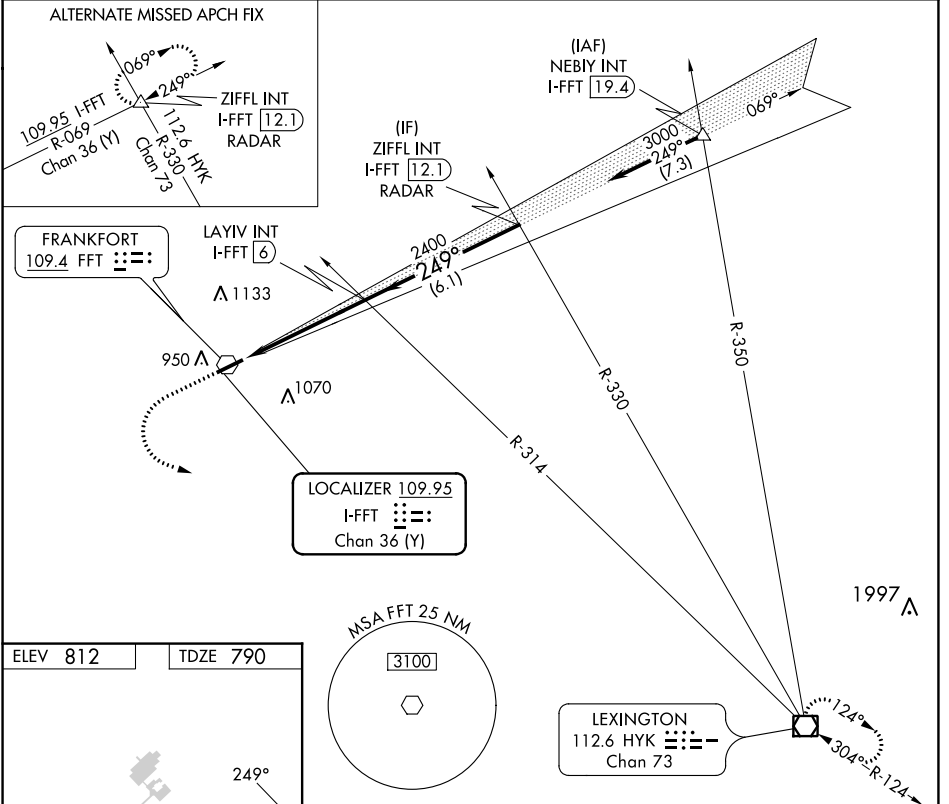 ALTERNATE MISSED APCH FIX
069°
249°
ZIFFL INT
I-FFT 12.1
RADAR
109.95 I-FFT
R-069
Chan 36 (Y)
112.6 HYK
R-330
Chan 73
(IAF)
NEBIY INT
I-FFT 19.4
069°
3000
249°
(7.3)
(IF)
ZIFFL INT
I-FFT 12.1
RADAR
LAYIV INT
I-FFT 6
2400
249°
(6.1)
FRANKFORT
109.4 FFT
1133
950
1070
R-350
R-330
R-314
LOCALIZER 109.95
I-FFT
Chan 36 (Y)
1997
MSA FFT 25 NM
3100
ELEV 812
TDZE 790
249°
LEXINGTON
112.6 HYK
Chan 73
124°
304°
R-124